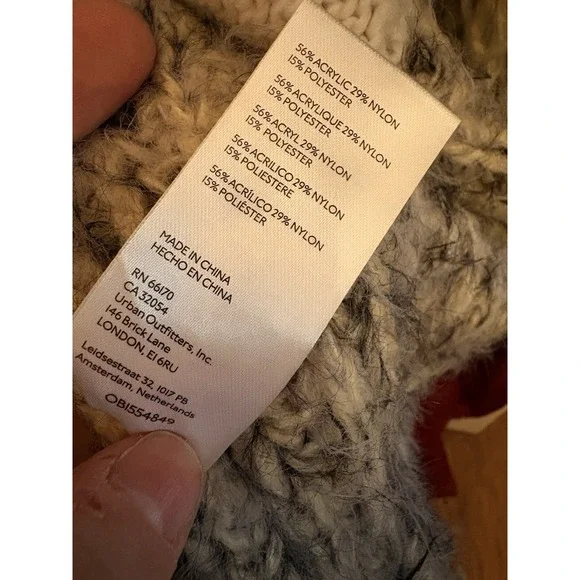 56% ACRYLIC 29% NYLON
15% POLYESTER
56% ACRYLIQUE 29% NYLON
15% POLYESTER
56% ACRYL 29% NYLON
15% POLYESTER
56% ACRILICO 29% NYLON
15% POLIESTERE
56% ACRÍLICO 29% NYLON
15% POLIÉSTER
MADE IN CHINA
HECHO EN CHINA
RN 66170
CA 32054
Urban Outfitters, Inc.
146 Brick Lane
LONDON, E1 6RU
Leidsestraat 32, 1017 PB
Amsterdam, Netherlands
OB1554849